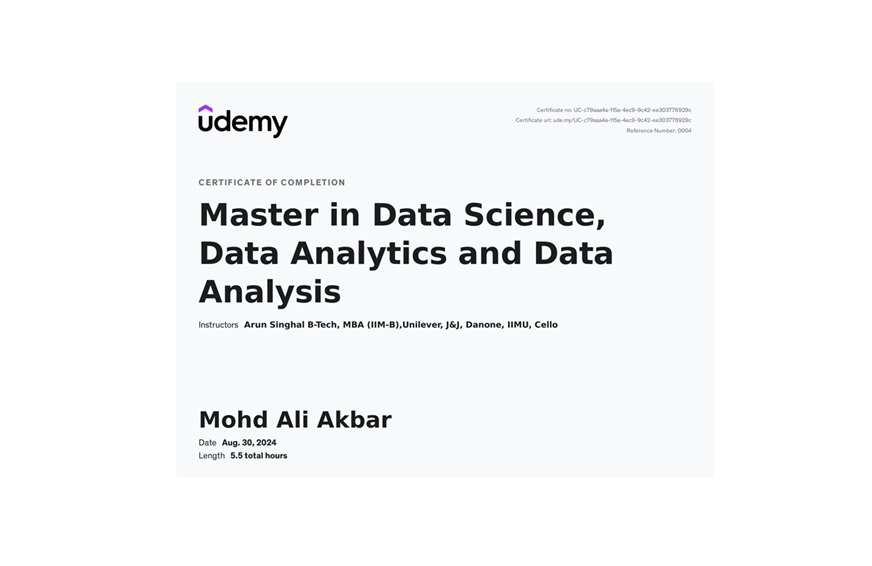 udemy
Certificate no: UC-c79aaa4a-115a-4ec9-9c42-ee303776929c
Certificate url: ude.my/UC-c79aaa4a-115a-4ec9-9c42-ee303776929c
Reference Number: 0004
CERTIFICATE OF COMPLETION
Master in Data Science,
Data Analytics and Data
Analysis
Instructors Arun Singhal B-Tech, MBA (IIM-B),Unilever, J&J, Danone, IIMU, Cello
Mohd Ali Akbar
Date Aug. 30, 2024
Length 5.5 total hours